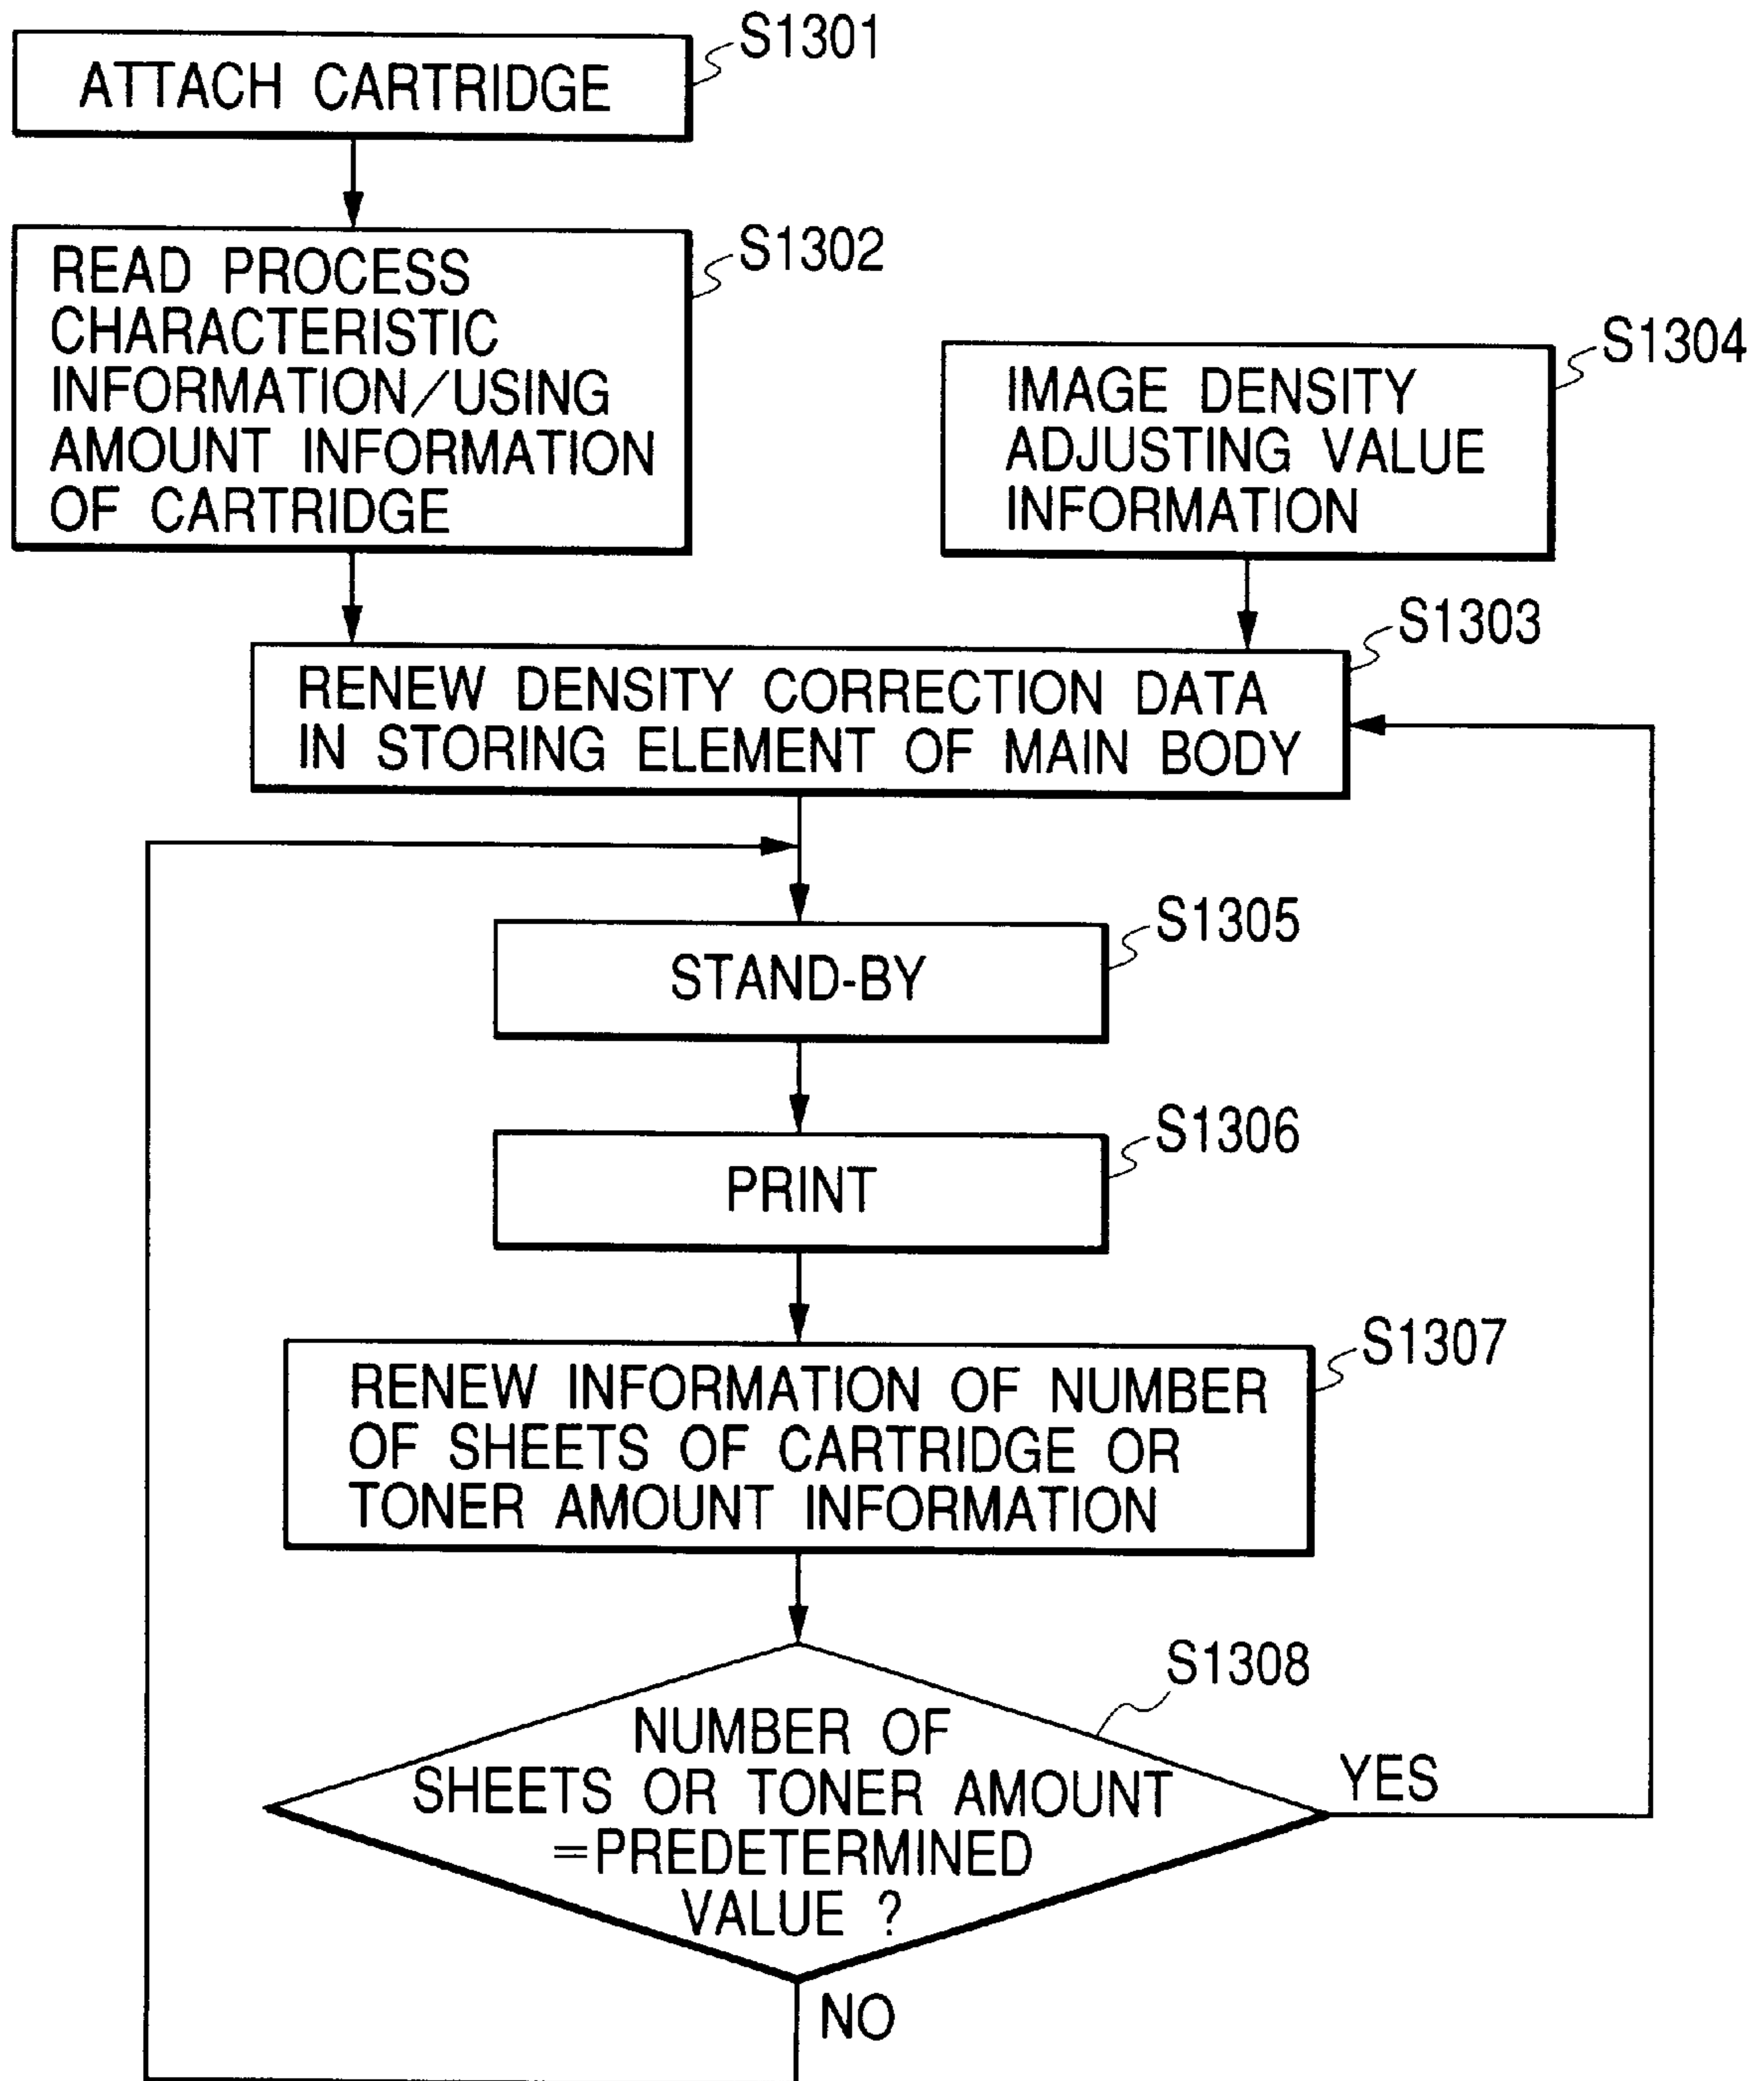 S1301
ATTACH CARTRIDGE
S1302
READ PROCESS
CHARACTERISTIC
INFORMATION/USING
AMOUNT INFORMATION
OF CARTRIDGE
S1304
IMAGE DENSITY
ADJUSTING VALUE
INFORMATION
S1303
RENEW DENSITY CORRECTION DATA
IN STORING ELEMENT OF MAIN BODY
S1305
STAND-BY
S1306
PRINT
S1307
RENEW INFORMATION OF NUMBER
OF SHEETS OF CARTRIDGE OR
TONER AMOUNT INFORMATION
S1308
NUMBER OF
SHEETS OR TONER AMOUNT
=PREDETERMINED
VALUE ?
YES
NO